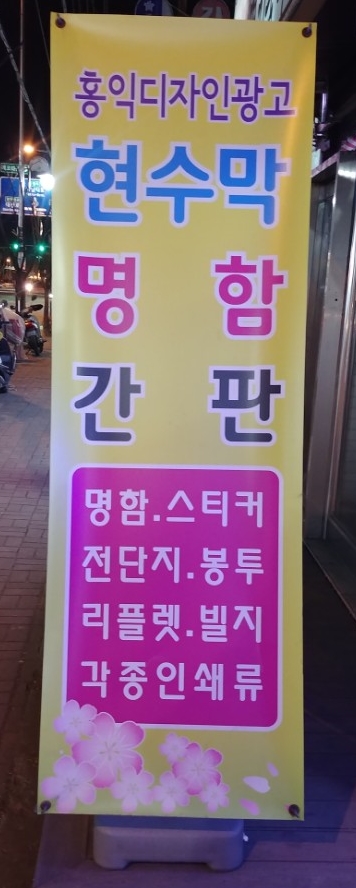 홍익디자인광고
현수막
명 함
간 판
명함.스티커
전단지.봉투
리플렛.빌지
각종인쇄류